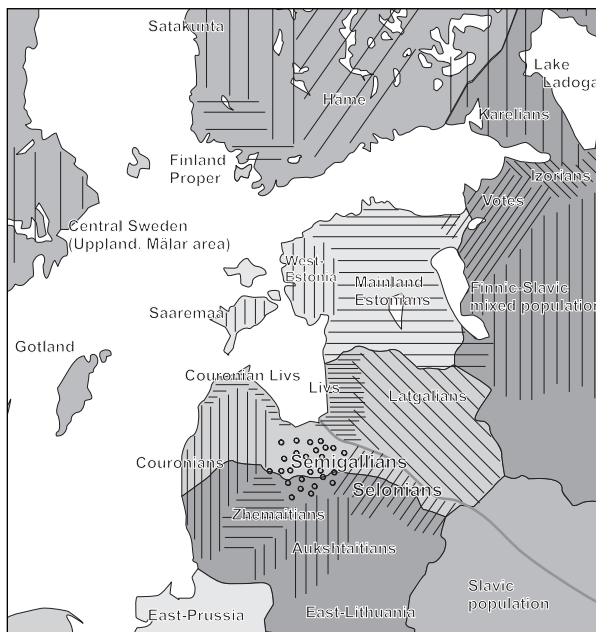 Satakunta
Lake
Ladoga
Häme
Karelians
Finland
Proper
Izorians
Votes
Central Sweden
(Uppland. Mälar area)
West-
Estonia
Mainland
Estonians
Finnic-Slavic
mixed population
Saaremaa
Gotland
Couronian Livs
Livs
Latgalians
Couronians
Semigallians
Selonians
Zhemaitians
Aukshtaitians
Slavic
population
East-Prussia
East-Lithuania